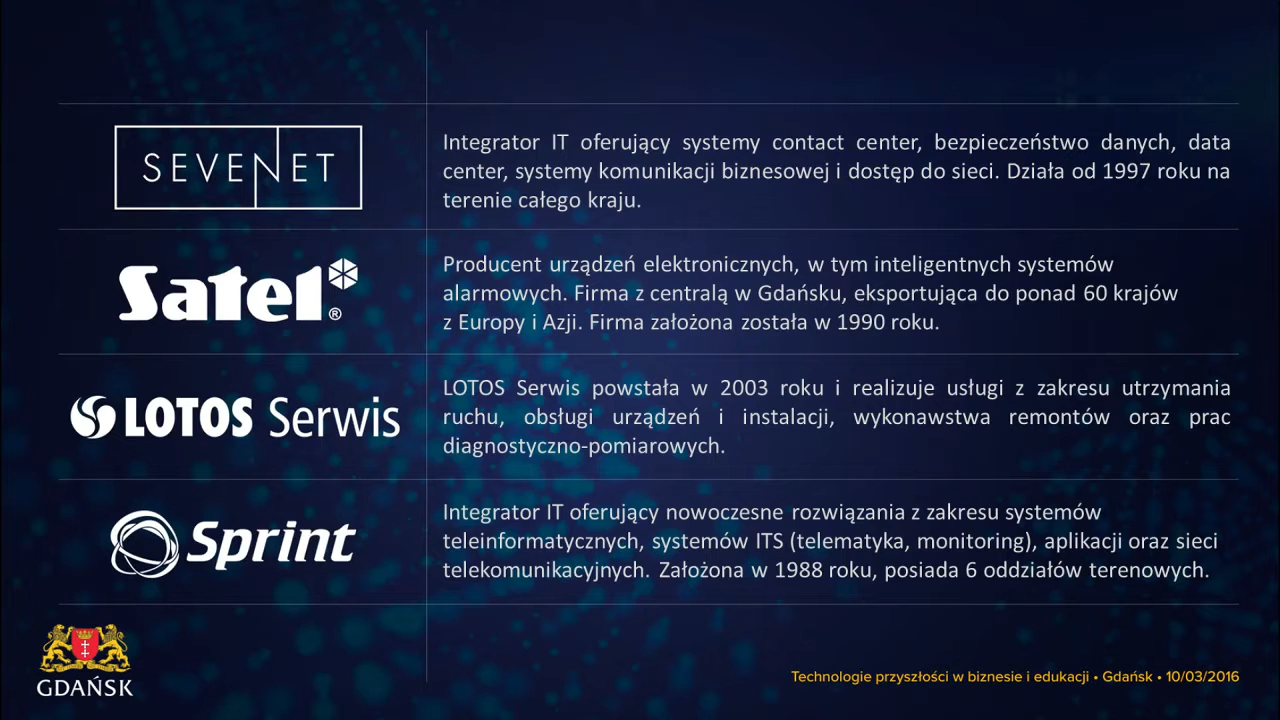 SEVENET
Integrator IT oferujący systemy contact center, bezpieczeństwo danych, data
center, systemy komunikacji biznesowej i dostęp do sieci. Działa od 1997 roku na
terenie całego kraju.
Satel®
Producent urządzeń elektronicznych, w tym inteligentnych systemów
alarmowych. Firma z centralą w Gdańsku, eksportująca do ponad 60 krajów
z Europy i Azji. Firma założona została w 1990 roku.
LOTOS Serwis
LOTOS Serwis powstała w 2003 roku i realizuje usługi z zakresu utrzymania
ruchu, obsługi urządzeń i instalacji, wykonawstwa remontów oraz prac
diagnostyczno-pomiarowych.
Sprint
Integrator IT oferujący nowoczesne rozwiązania z zakresu systemów
teleinformatycznych, systemów ITS (telematyka, monitoring), aplikacji oraz sieci
telekomunikacyjnych. Założona w 1988 roku, posiada 6 oddziałów terenowych.
GDAŃSK
Technologie przyszłości w biznesie i edukacji • Gdańsk • 10/03/2016